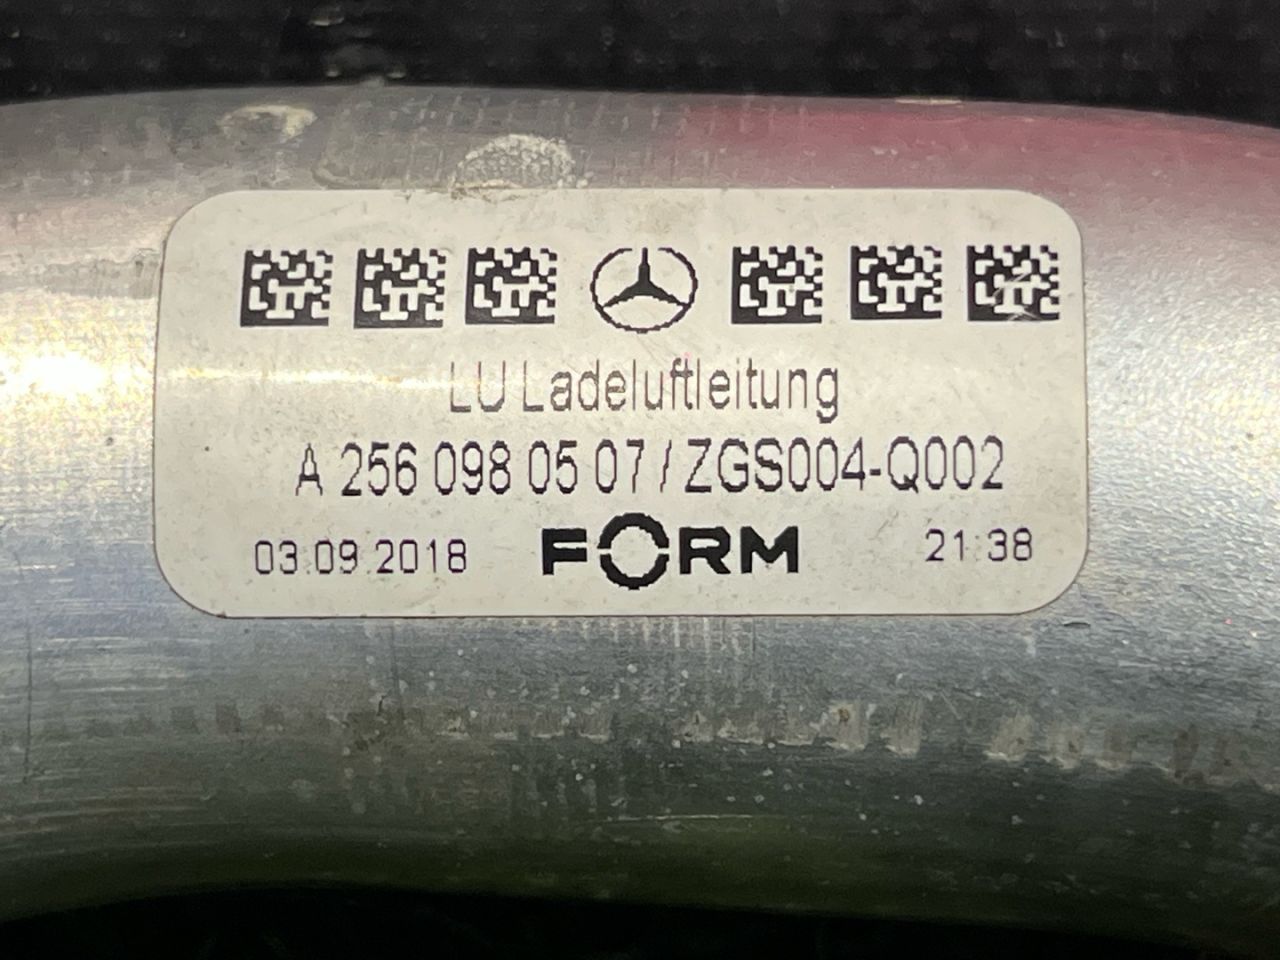 LU Ladeluftleitung
A 256 098 05 07 / ZGS004-Q002
03.09.2018 FORM 21:38